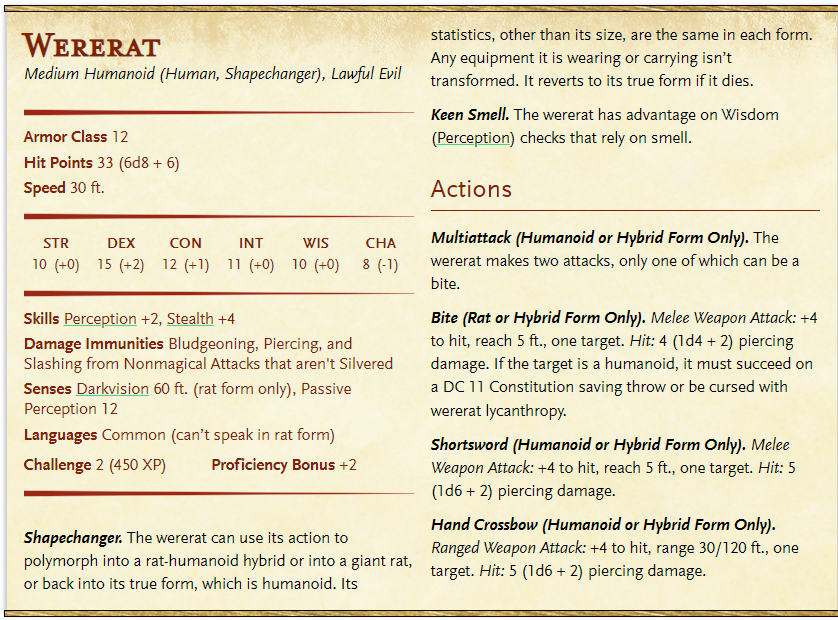 Wererat
Medium Humanoid (Human, Shapechanger), Lawful Evil
Armor Class 12
Hit Points 33 (6d8 + 6)
Speed 30 ft.
STR DEX CON INT WIS CHA
10 (+0) 15 (+2) 12 (+1) 11 (+0) 10 (+0) 8 (-1)
Skills Perception +2, Stealth +4
Damage Immunities Bludgeoning, Piercing, and
Slashing from Nonmagical Attacks that aren't Silvered
Senses Darkvision 60 ft. (rat form only), Passive
Perception 12
Languages Common (can't speak in rat form)
Challenge 2 (450 XP) Proficiency Bonus +2
Shapechanger. The wererat can use its action to
polymorph into a rat-humanoid hybrid or into a giant rat,
or back into its true form, which is humanoid. Its
statistics, other than its size, are the same in each form.
Any equipment it is wearing or carrying isn't
transformed. It reverts to its true form if it dies.
Keen Smell. The wererat has advantage on Wisdom
(Perception) checks that rely on smell.
Actions
Multiattack (Humanoid or Hybrid Form Only). The
wererat makes two attacks, only one of which can be a
bite.
Bite (Rat or Hybrid Form Only). Melee Weapon Attack: +4
to hit, reach 5 ft., one target. Hit: 4 (1d4 + 2) piercing
damage. If the target is a humanoid, it must succeed on
a DC 11 Constitution saving throw or be cursed with
wererat lycanthropy.
Shortsword (Humanoid or Hybrid Form Only). Melee
Weapon Attack: +4 to hit, reach 5 ft., one target. Hit: 5
(1d6 + 2) piercing damage.
Hand Crossbow (Humanoid or Hybrid Form Only).
Ranged Weapon Attack: +4 to hit, range 30/120 ft., one
target. Hit: 5 (1d6 + 2) piercing damage.